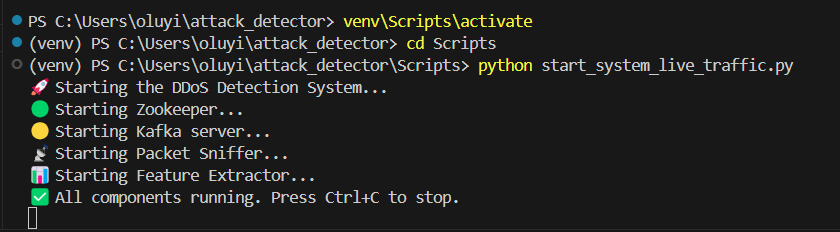 PS C:\Users\oluyi\attack_detector> venv\Scripts\activate
(venv) PS C:\Users\oluyi\attack_detector> cd Scripts
(venv) PS C:\Users\oluyi\attack_detector\Scripts> python start_system_live_traffic.py
🚀 Starting the DDoS Detection System...
🟢 Starting Zookeeper...
🟡 Starting Kafka server...
📡 Starting Packet Sniffer...
📊 Starting Feature Extractor...
✅ All components running. Press Ctrl+C to stop.